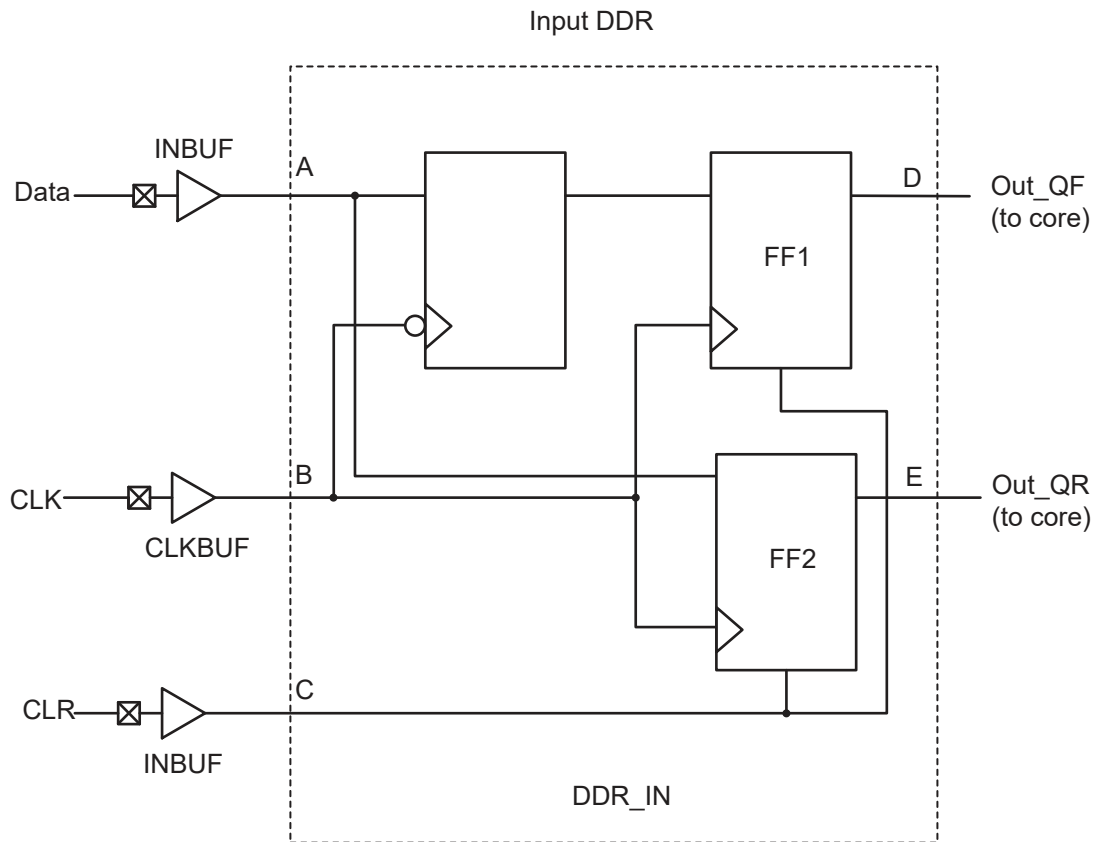 Input DDR
INBUF
Data
A
D
Out_QF
(to core)
FF1
CLK
B
CLKBUF
E
Out_QR
(to core)
FF2
CLR
C
INBUF
DDR_IN